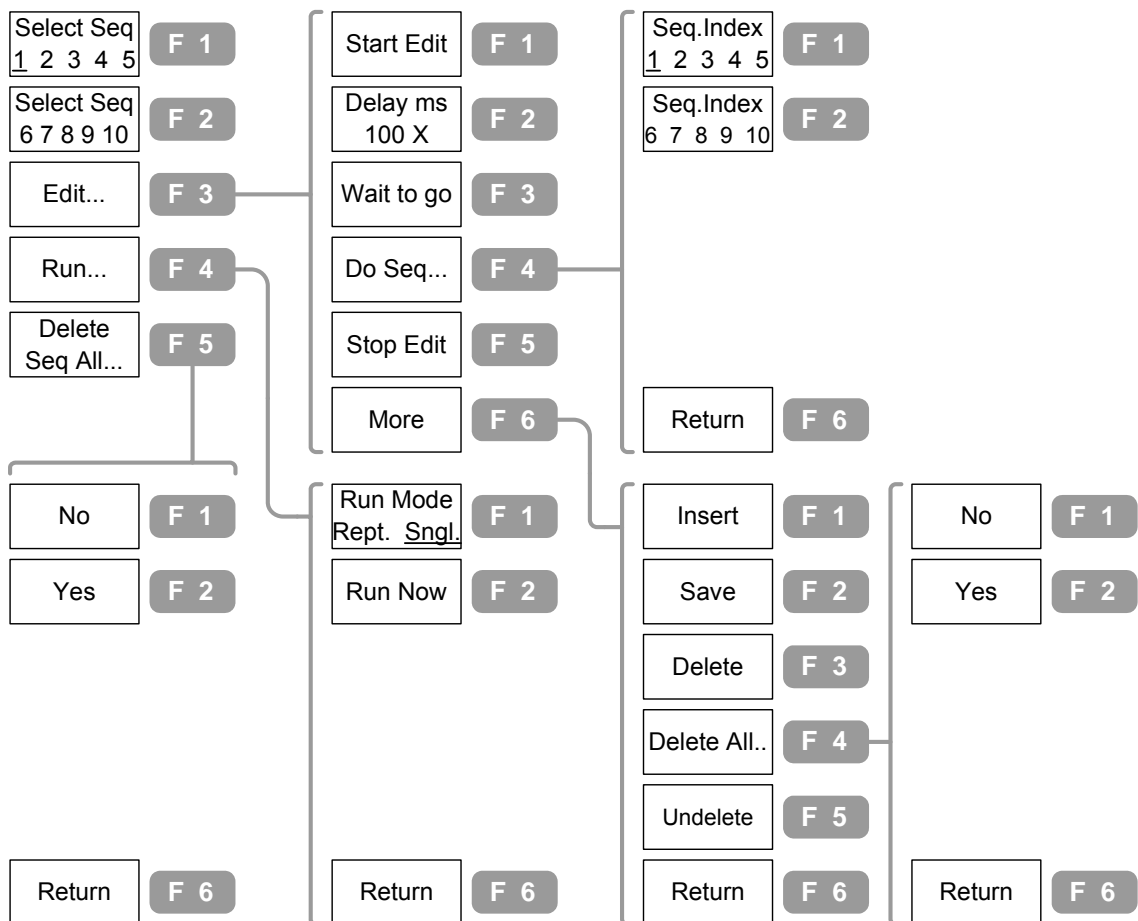 Select Seq
1 2 3 4 5
F 1
Select Seq
6 7 8 9 10
F 2
Edit...
F 3
Run...
F 4
Delete
Seq All...
F 5
No
F 1
Yes
F 2
Return
F 6
Start Edit
F 1
Delay ms
100 X
F 2
Wait to go
F 3
Do Seq...
F 4
Stop Edit
F 5
More
F 6
Run Mode
Rept. Sngl.
F 1
Run Now
F 2
Return
F 6
Seq.Index
1 2 3 4 5
F 1
Seq.Index
6 7 8 9 10
F 2
Return
F 6
Insert
F 1
Save
F 2
Delete
F 3
Delete All..
F 4
Undelete
F 5
Return
F 6
No
F 1
Yes
F 2
Return
F 6